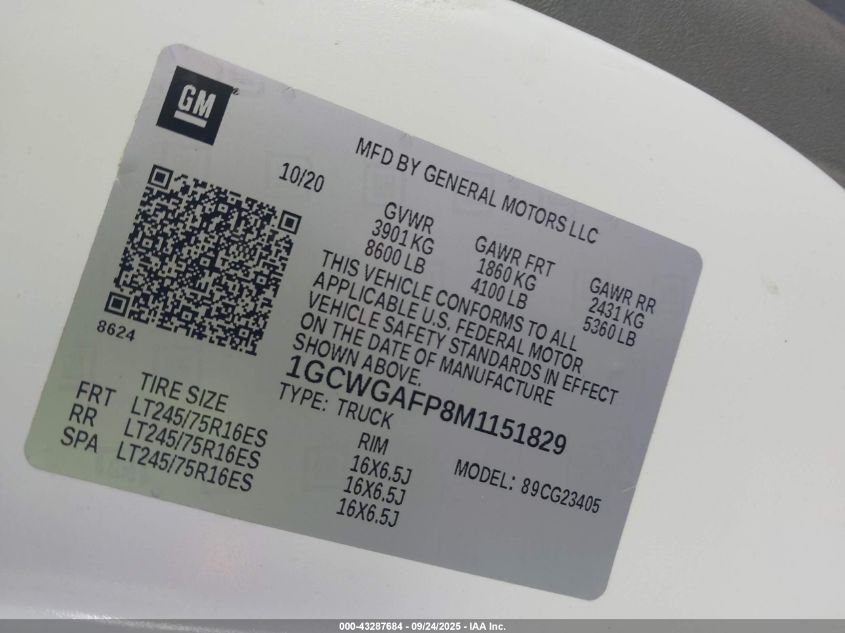 GM
10/20
MFD BY GENERAL MOTORS LLC
GVWR
3901 KG
8600 LB
GAWR FRT
1860 KG
4100 LB
GAWR RR
2431 KG
5360 LB
THIS VEHICLE CONFORMS TO ALL
APPLICABLE U.S. FEDERAL MOTOR
VEHICLE SAFETY STANDARDS IN EFFECT
ON THE DATE OF MANUFACTURE
SHOWN ABOVE.
1GCWGAFP8M1151829
TYPE: TRUCK
MODEL: 89CG23405
8624
TIRE SIZE
RIM
FRT LT245/75R16ES 16X6.5J
RR LT245/75R16ES 16X6.5J
SPA LT245/75R16ES 16X6.5J
000-43287684 - 09/24/2025 - IAA Inc.